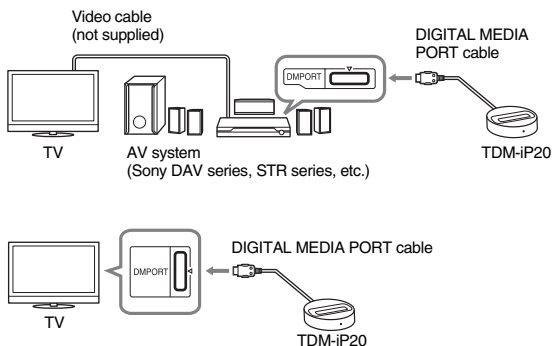 Video cable
(not supplied)
DIGITAL MEDIA
PORT cable
DMPORT
TV
AV system
(Sony DAV series, STR series, etc.)
TDM-iP20
DIGITAL MEDIA PORT cable
DMPORT
TV
TDM-iP20